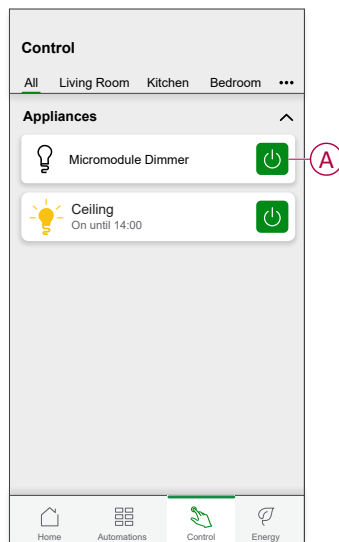 Control
All Living Room Kitchen Bedroom •••
Appliances
Micromodule Dimmer
A
Ceiling
On until 14:00
Home Automations Control Energy